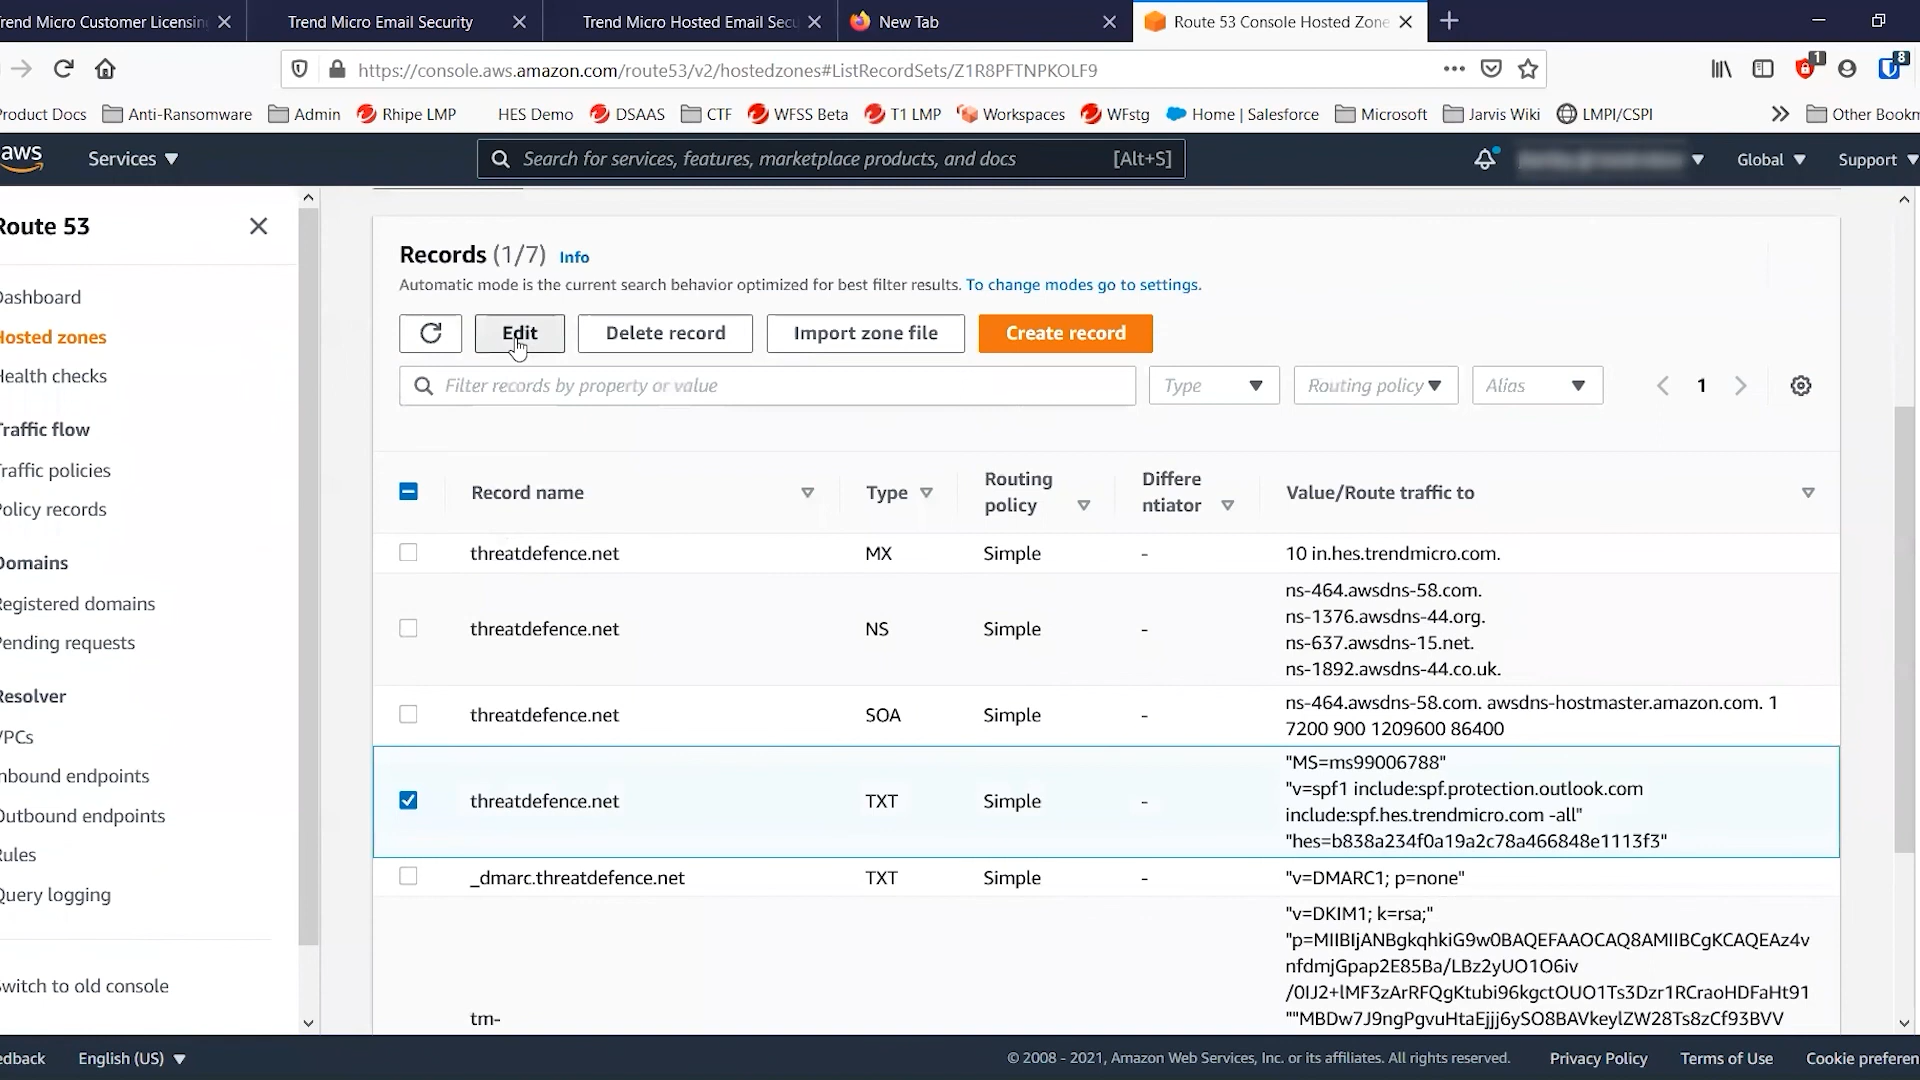 rend Micro Customer Licensing
Trend Micro Email Security
Trend Micro Hosted Email Secu
New Tab
Route 53 Console Hosted Zone
https://console.aws.amazon.com/route53/v2/hostedzones#ListRecordSets/Z1R8PFTNPKOLF9
1
8
roduct Docs
Anti-Ransomware
Admin
Rhipe LMP
HES Demo
DSAAS
CTF
WFSS Beta
T1 LMP
Workspaces
WFstg
Home | Salesforce
Microsoft
Jarvis Wiki
LMPI/CSPI
Other Bookm
aws
Services
Search for services, features, marketplace products, and docs
[Alt+S]
Global
Support
Route 53
Dashboard
Hosted zones
Health checks
Traffic flow
Traffic policies
Policy records
Domains
Registered domains
Pending requests
Resolver
VPCs
Inbound endpoints
Outbound endpoints
Rules
Query logging
Switch to old console
Records (1/7) Info
Automatic mode is the current search behavior optimized for best filter results. To change modes go to settings.
Edit
Delete record
Import zone file
Create record
Filter records by property or value
Type
Routing policy
Alias
1
Record name
Type
Routing
policy
Differe
ntiator
Value/Route traffic to
threatdefence.net
MX
Simple
-
10 in.hes.trendmicro.com.
threatdefence.net
NS
Simple
-
ns-464.awsdns-58.com.
ns-1376.awsdns-44.org.
ns-637.awsdns-15.net.
ns-1892.awsdns-44.co.uk.
threatdefence.net
SOA
Simple
-
ns-464.awsdns-58.com. awsdns-hostmaster.amazon.com. 1
7200 900 1209600 86400
threatdefence.net
TXT
Simple
-
"MS=ms99006788"
"v=spf1 include:spf.protection.outlook.com
include:spf.hes.trendmicro.com -all"
"hes=b838a234f0a19a2c78a466848e1113f3"
_dmarc.threatdefence.net
TXT
Simple
-
"v=DMARC1; p=none"
"v=DKIM1; k=rsa;"
"p=MIIBIjANBgkqhkiG9w0BAQEFAAOCAQ8AMIIBCgKCAQEAz4v
nfdmjGpap2E85Ba/LBz2yUO1O6iv
/0IJ2+lMF3zArRFQgKtubi96kgctOUO1Ts3Dzr1RCraoHDFaHt91
""MBDw7J9ngPgvuHtaEjjj6ySO8BAVkeylZW28Ts8zCf93BVV
tm-
edback
English (US)
© 2008 - 2021, Amazon Web Services, Inc. or its affiliates. All rights reserved.
Privacy Policy
Terms of Use
Cookie preferen